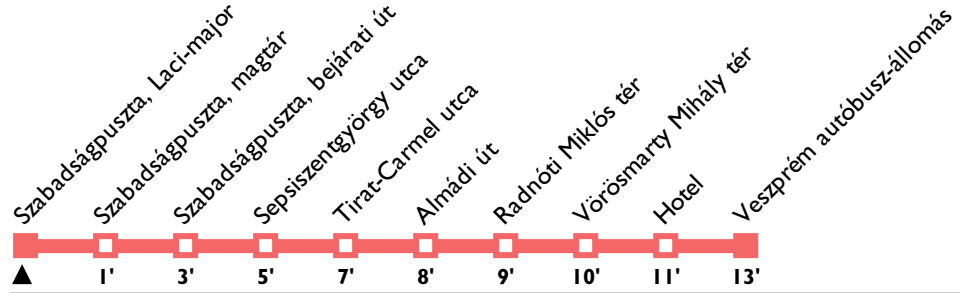 Szabadságpuszta, Laci-major
Szabadságpuszta, magtár
Szabadságpuszta, bejárati út
Sepsiszentgyörgy utca
Tirat-Carmel utca
Almádi út
Radnóti Miklós tér
Vörösmarty Mihály tér
Hotel
Veszprém autóbusz-állomás
1' 3' 5' 7' 8' 9' 10' 11' 13'